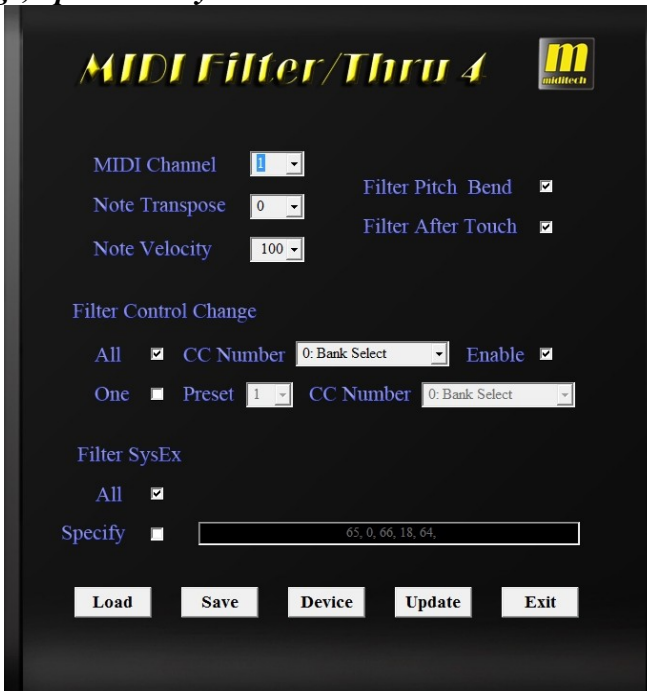 MIDI Filter/Thru 4
m
miditech
MIDI Channel 1
Filter Pitch Bend
Note Transpose 0
Filter After Touch
Note Velocity 100
Filter Control Change
All CC Number 0: Bank Select Enable
One Preset 1 CC Number 0: Bank Select
Filter SysEx
All
Specify 65, 0, 66, 18, 64,
Load Save Device Update Exit